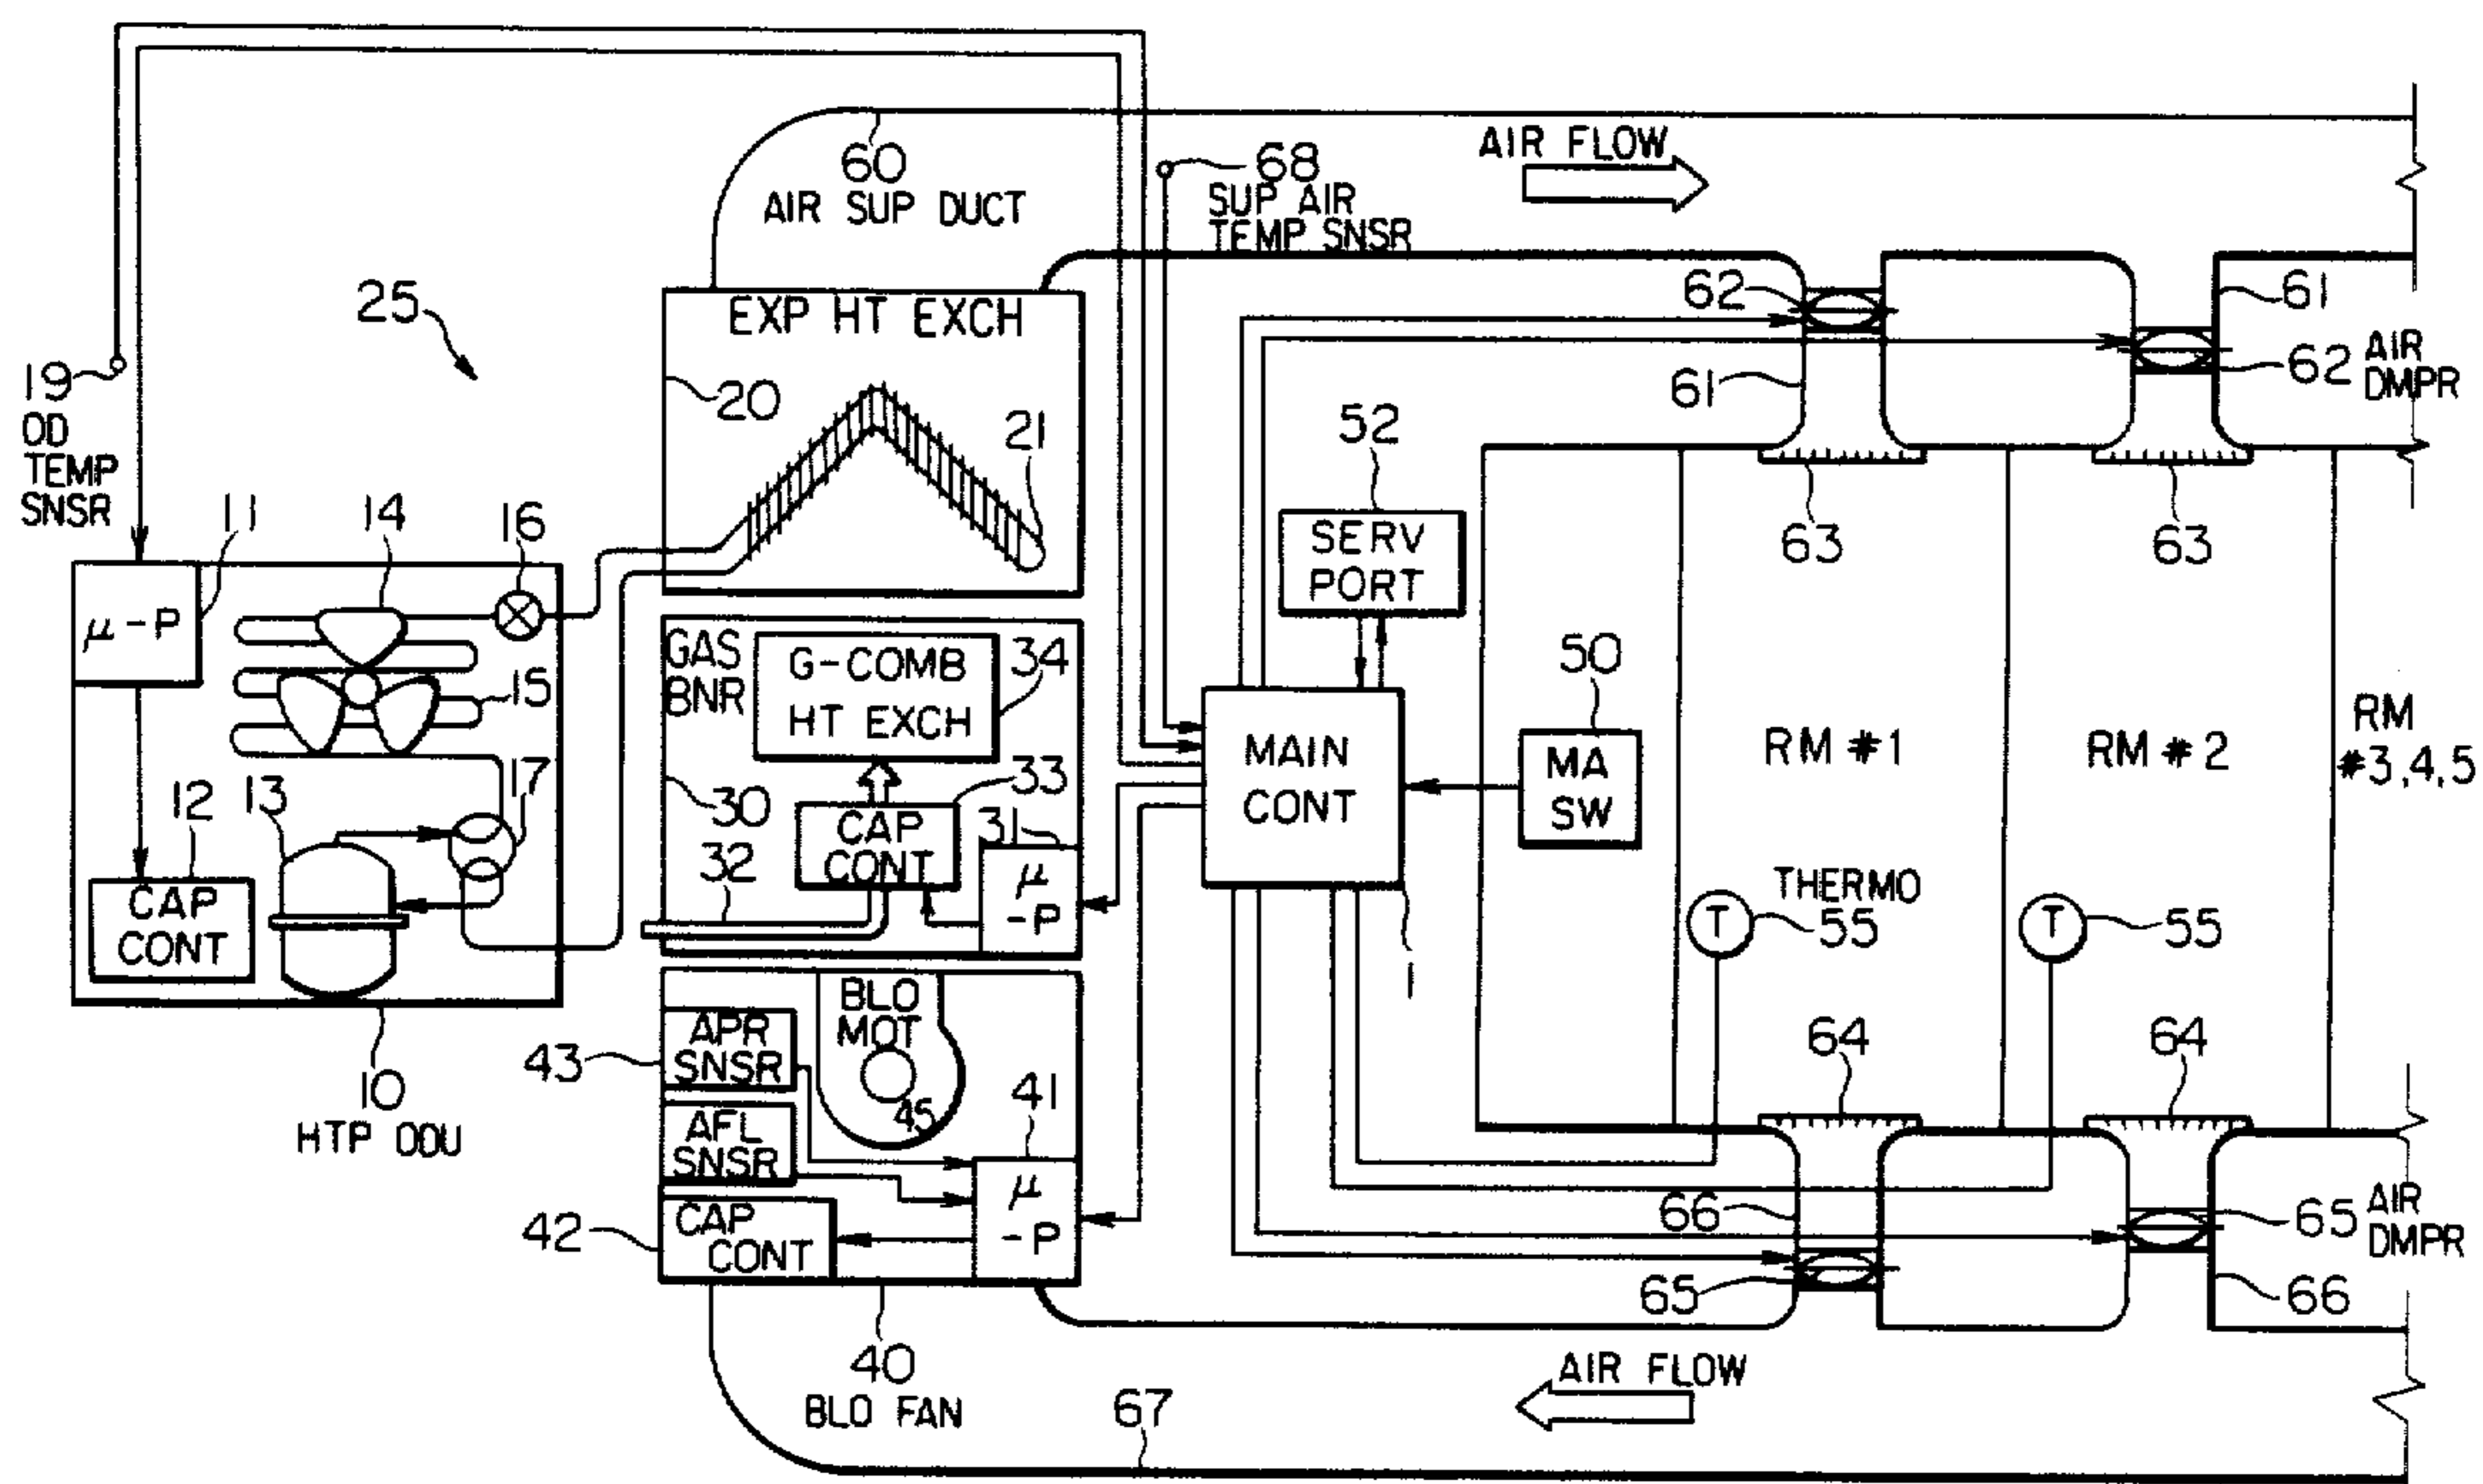 60
AIR SUP DUCT
68
SUP AIR
TEMP SNSR
AIR FLOW
25
19
OD
TEMP
SNSR
EXP HT EXCH
20
21
62
61
61
62
AIR
DMPR
52
63
63
11
14
16
μ-P
15
SERV
PORT
GAS
BNR
G-COMB
HT EXCH
34
50
MAIN
CONT
MA
SW
RM #1
RM #2
RM
#3,4,5
12
13
17
30
33
31
CAP
CONT
32
μ
-P
CAP
CONT
1
THERMO
T
55
T
55
10
HTP ODU
43
APR
SNSR
BLO
MOT
45
41
AFL
SNSR
μ
-P
42
CAP
CONT
64
64
66
65
65
AIR
DMPR
66
40
BLO FAN
AIR FLOW
67